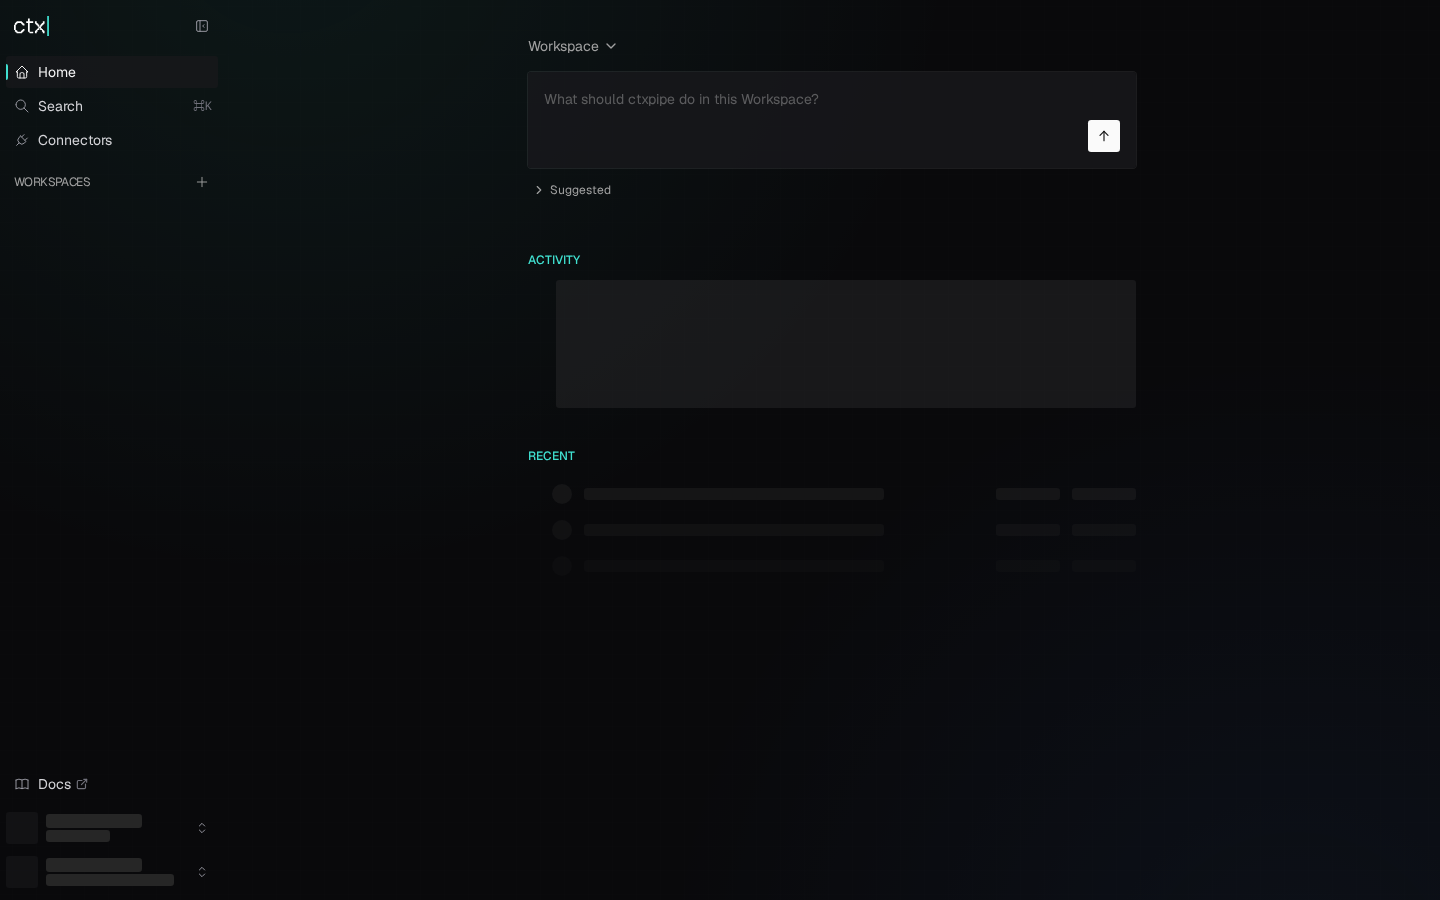 ctx
Home
Search ⌘K
Connectors
WORKSPACES
Docs
Workspace
What should ctxpipe do in this Workspace?
Suggested
ACTIVITY
RECENT